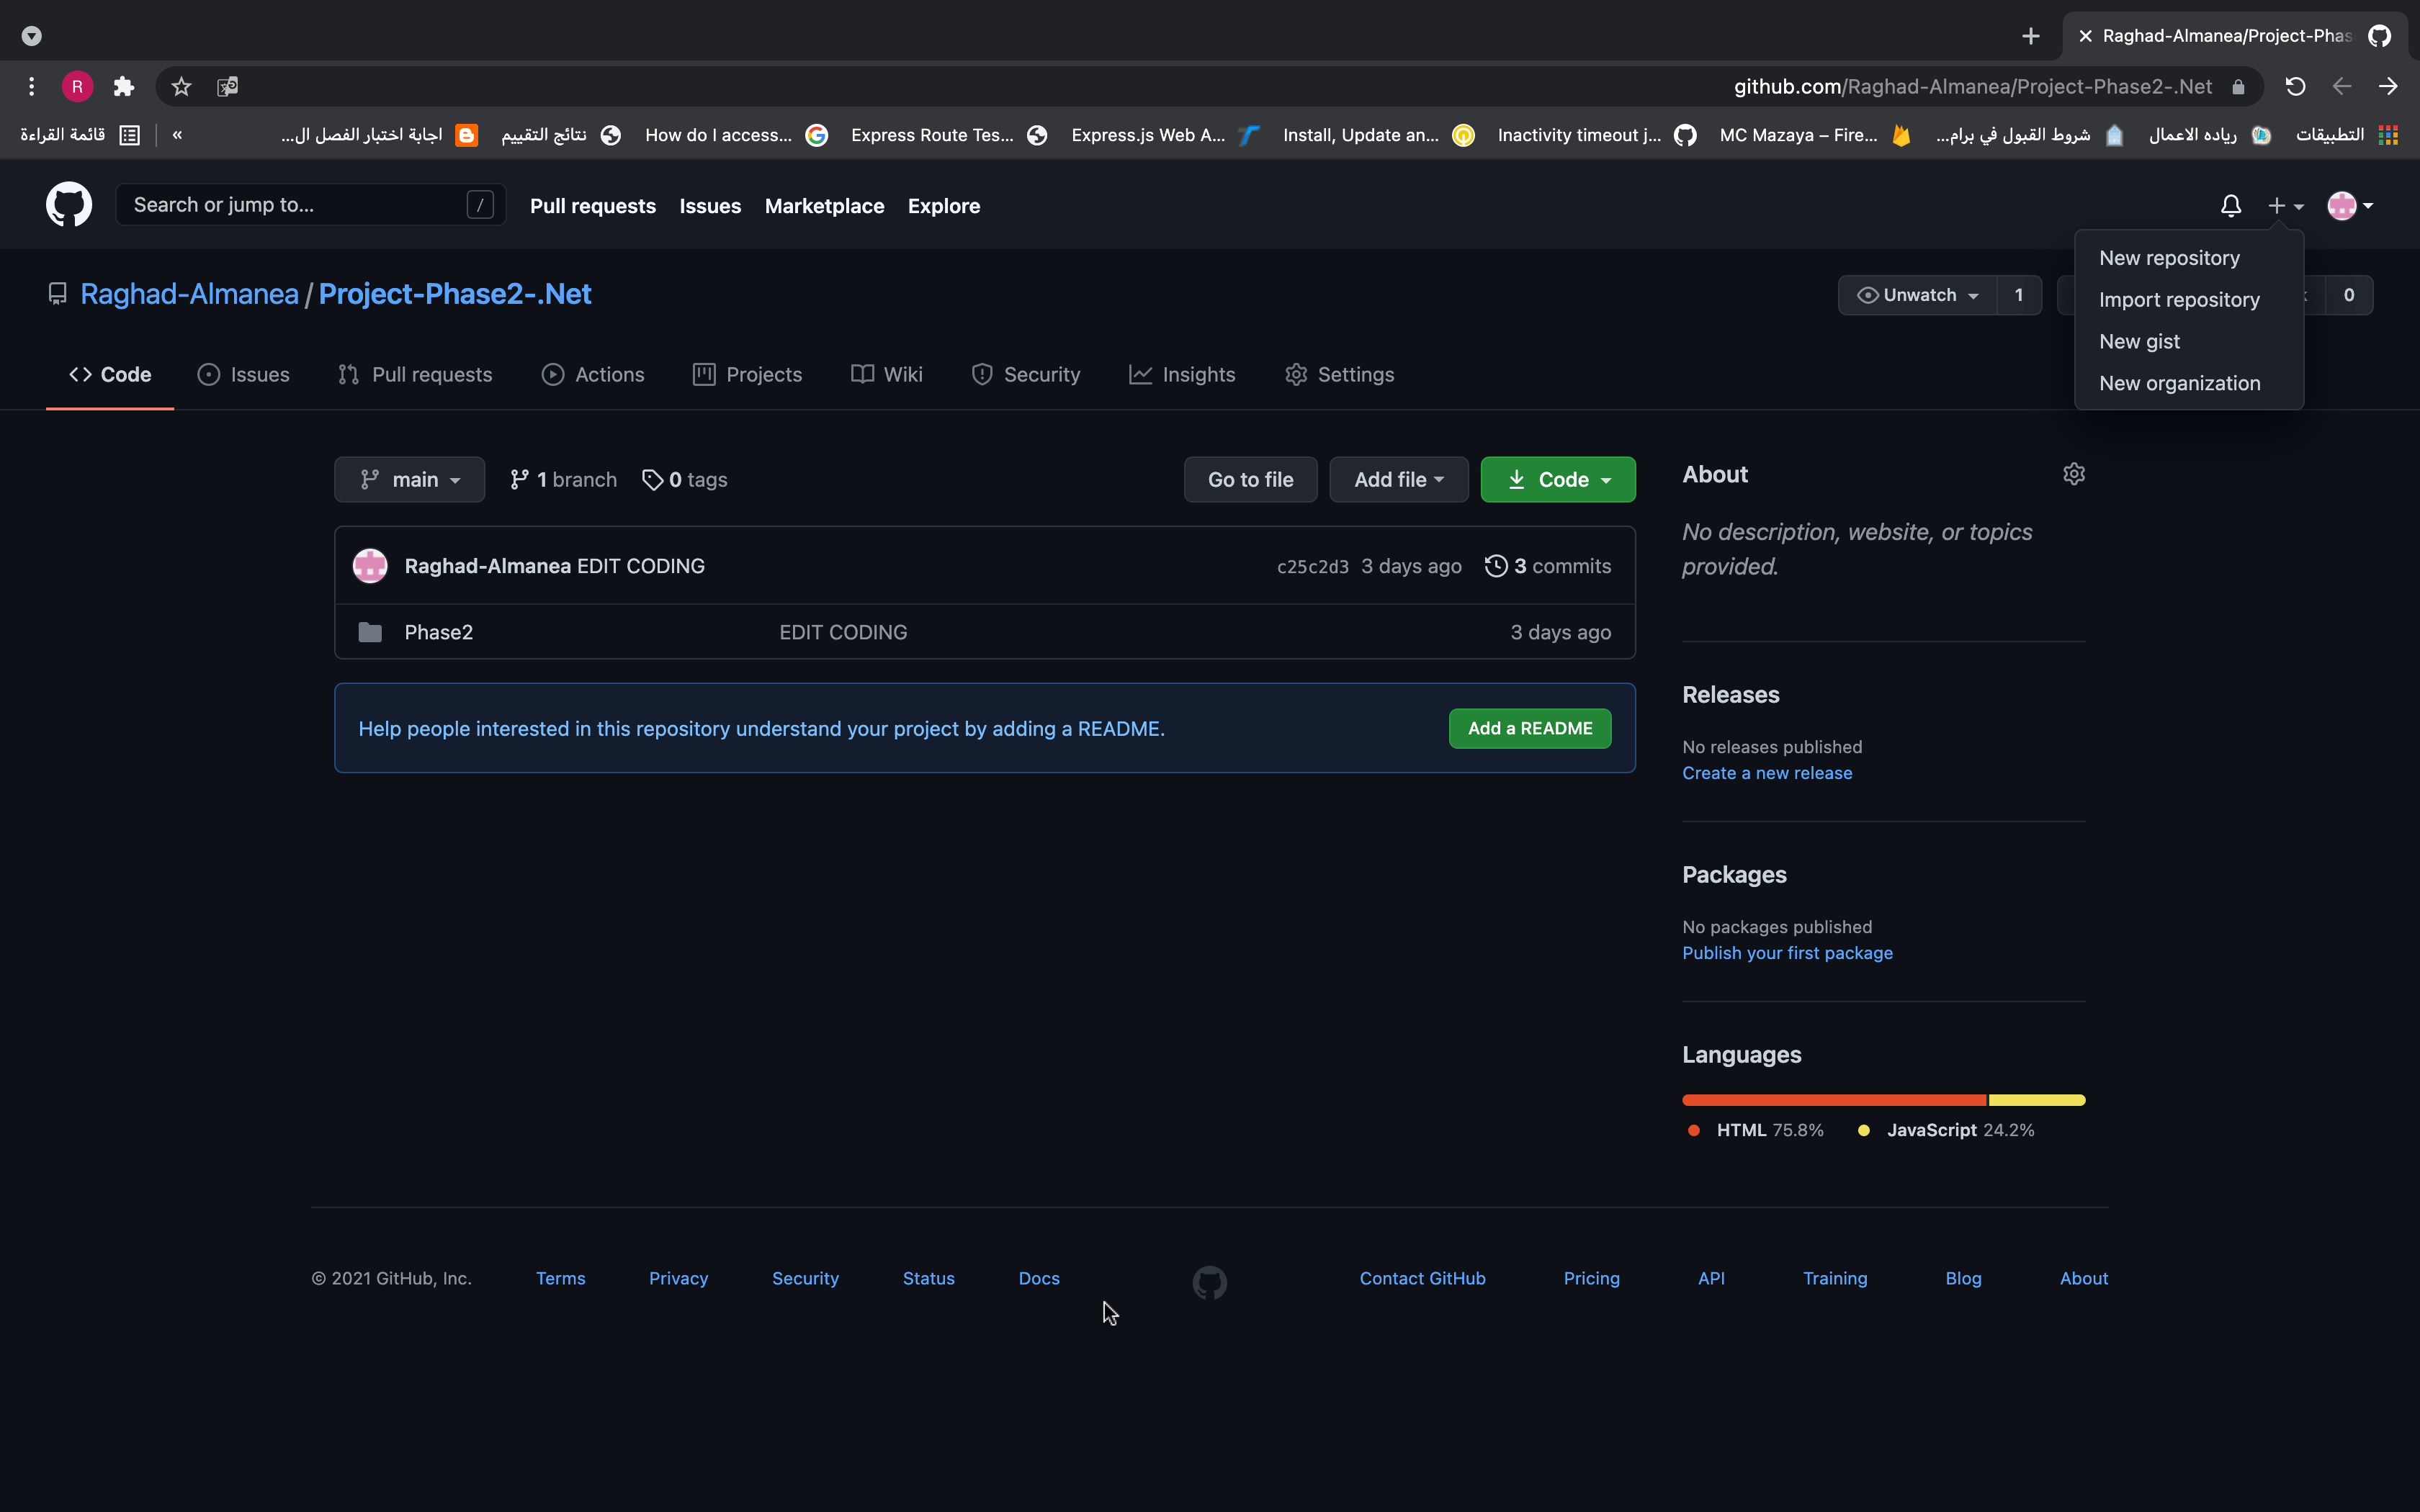 Raghad-Almanea/Project-Phas
R
github.com/Raghad-Almanea/Project-Phase2-.Net
قائمة القراءة
«
اجابة اختبار الفصل ال...
نتائج التقييم
How do I access...
Express Route Tes...
Express.js Web A...
Install, Update an...
Inactivity timeout j...
MC Mazaya – Fire...
شروط القبول في برام...
رياده الاعمال
التطبيقات
Search or jump to...
/
Pull requests
Issues
Marketplace
Explore
New repository
Import repository
New gist
New organization
Raghad-Almanea / Project-Phase2-.Net
Unwatch
1
0
Code
Issues
Pull requests
Actions
Projects
Wiki
Security
Insights
Settings
main
1 branch
0 tags
Go to file
Add file
Code
Raghad-Almanea EDIT CODING
c25c2d3 3 days ago
3 commits
Phase2
EDIT CODING
3 days ago
Help people interested in this repository understand your project by adding a README.
Add a README
About
No description, website, or topics
provided.
Releases
No releases published
Create a new release
Packages
No packages published
Publish your first package
Languages
HTML 75.8%
JavaScript 24.2%
© 2021 GitHub, Inc.
Terms
Privacy
Security
Status
Docs
Contact GitHub
Pricing
API
Training
Blog
About